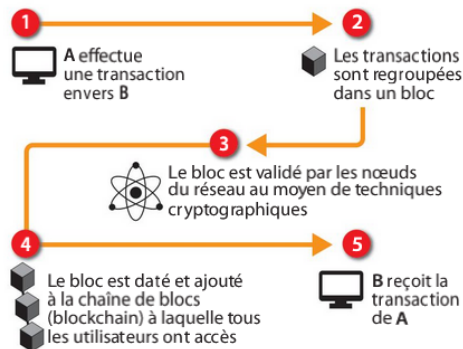 1
A effectue
une transaction
envers B
2
Les transactions
sont regroupées
dans un bloc
3
Le bloc est validé par les nœuds
du réseau au moyen de techniques
cryptographiques
4
Le bloc est daté et ajouté
à la chaîne de blocs
(blockchain) à laquelle tous
les utilisateurs ont accès
5
B reçoit la
transaction
de A